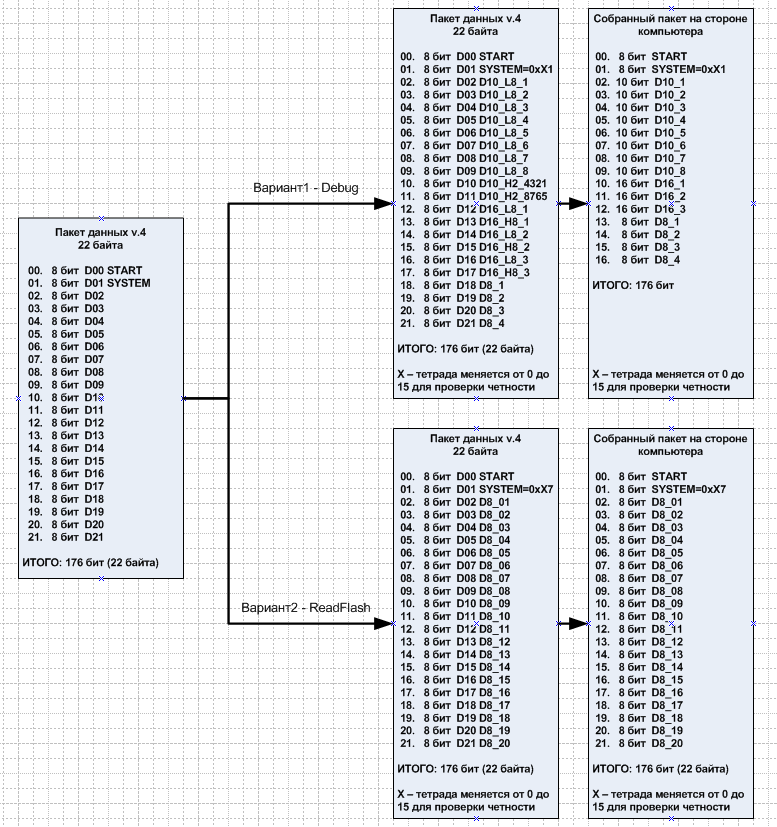 Пакет данных v.4
22 байта
00. 8 бит D00 START
01. 8 бит D01 SYSTEM
02. 8 бит D02
03. 8 бит D03
04. 8 бит D04
05. 8 бит D05
06. 8 бит D06
07. 8 бит D07
08. 8 бит D08
09. 8 бит D09
10. 8 бит D10
11. 8 бит D11
12. 8 бит D12
13. 8 бит D13
14. 8 бит D14
15. 8 бит D15
16. 8 бит D16
17. 8 бит D17
18. 8 бит D18
19. 8 бит D19
20. 8 бит D20
21. 8 бит D21
ИТОГО: 176 бит (22 байта)
Вариант1 - Debug
Пакет данных v.4
22 байта
00. 8 бит D00 START
01. 8 бит D01 SYSTEM=0xX1
02. 8 бит D02 D10_L8_1
03. 8 бит D03 D10_L8_2
04. 8 бит D04 D10_L8_3
05. 8 бит D05 D10_L8_4
06. 8 бит D06 D10_L8_5
07. 8 бит D07 D10_L8_6
08. 8 бит D08 D10_L8_7
09. 8 бит D09 D10_L8_8
10. 8 бит D10 D10_H2_4321
11. 8 бит D11 D10_H2_8765
12. 8 бит D12 D16_L8_1
13. 8 бит D13 D16_H8_1
14. 8 бит D14 D16_L8_2
15. 8 бит D15 D16_H8_2
16. 8 бит D16 D16_L8_3
17. 8 бит D17 D16_H8_3
18. 8 бит D18 D8_1
19. 8 бит D19 D8_2
20. 8 бит D20 D8_3
21. 8 бит D21 D8_4
ИТОГО: 176 бит (22 байта)
X – тетрада меняется от 0 до
15 для проверки четности
Собранный пакет на стороне
компьютера
00. 8 бит START
01. 8 бит SYSTEM=0xX1
02. 10 бит D10_1
03. 10 бит D10_2
04. 10 бит D10_3
05. 10 бит D10_4
06. 10 бит D10_5
07. 10 бит D10_6
08. 10 бит D10_7
09. 10 бит D10_8
10. 16 бит D16_1
11. 16 бит D16_2
12. 16 бит D16_3
13. 8 бит D8_1
14. 8 бит D8_2
15. 8 бит D8_3
16. 8 бит D8_4
ИТОГО: 176 бит
X – тетрада меняется от 0 до
15 для проверки четности
Вариант2 - ReadFlash
Пакет данных v.4
22 байта
00. 8 бит D00 START
01. 8 бит D01 SYSTEM=0xX7
02. 8 бит D02 D8_01
03. 8 бит D03 D8_02
04. 8 бит D04 D8_03
05. 8 бит D05 D8_04
06. 8 бит D06 D8_05
07. 8 бит D07 D8_06
08. 8 бит D08 D8_07
09. 8 бит D09 D8_08
10. 8 бит D10 D8_09
11. 8 бит D11 D8_10
12. 8 бит D12 D8_11
13. 8 бит D13 D8_12
14. 8 бит D14 D8_13
15. 8 бит D15 D8_14
16. 8 бит D16 D8_15
17. 8 бит D17 D8_16
18. 8 бит D18 D8_17
19. 8 бит D19 D8_18
20. 8 бит D20 D8_19
21. 8 бит D21 D8_20
ИТОГО: 176 бит (22 байта)
X – тетрада меняется от 0 до
15 для проверки четности
Собранный пакет на стороне
компьютера
00. 8 бит START
01. 8 бит SYSTEM=0xX7
02. 8 бит D8_01
03. 8 бит D8_02
04. 8 бит D8_03
05. 8 бит D8_04
06. 8 бит D8_05
07. 8 бит D8_06
08. 8 бит D8_07
09. 8 бит D8_08
10. 8 бит D8_09
11. 8 бит D8_10
12. 8 бит D8_11
13. 8 бит D8_12
14. 8 бит D8_13
15. 8 бит D8_14
16. 8 бит D8_15
17. 8 бит D8_16
18. 8 бит D8_17
19. 8 бит D8_18
20. 8 бит D8_19
21. 8 бит D8_20
ИТОГО: 176 бит (22 байта)
X – тетрада меняется от 0 до
15 для проверки четности